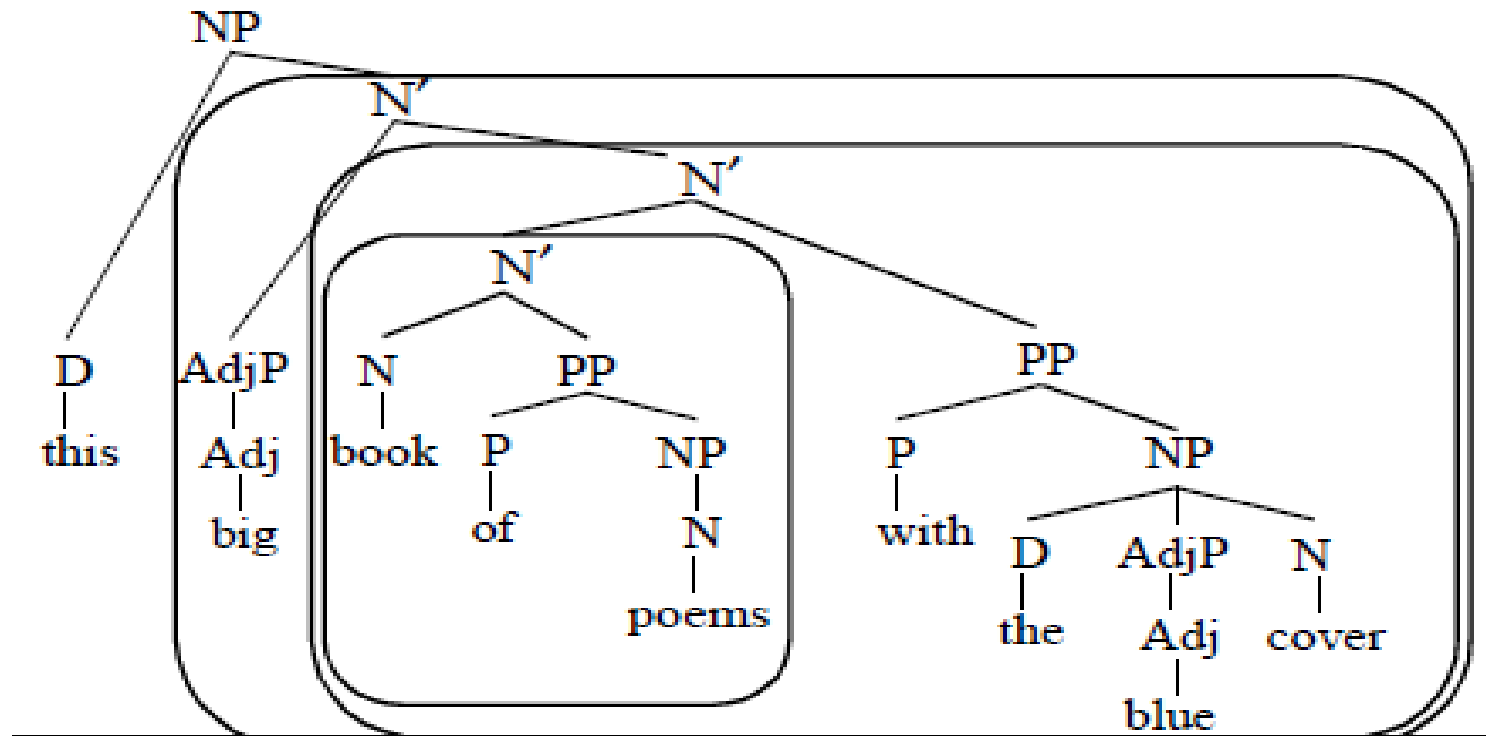 NP
N′
N′
N′
D AdjP N PP PP
this Adj book P NP P NP
big of N with D AdjP N
poems the Adj cover
blue